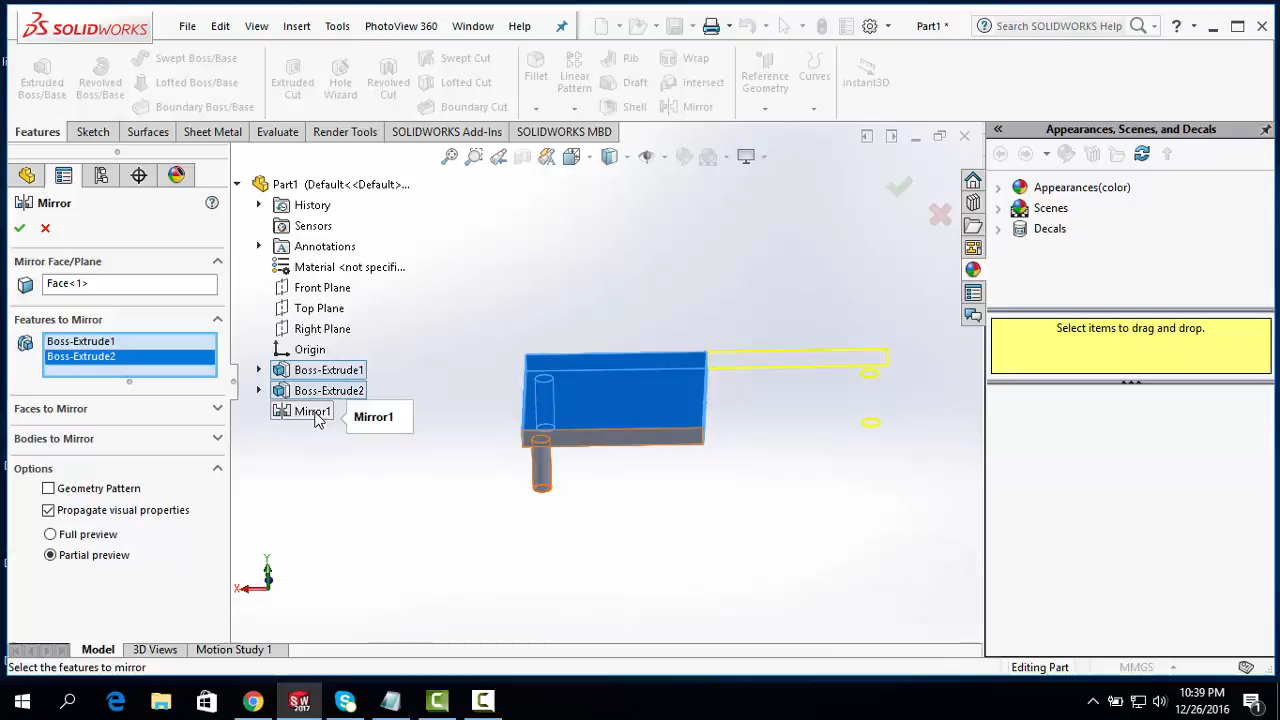 SOLIDWORKS File Edit View Insert Tools PhotoView 360 Window Help Part1 * Search SOLIDWORKS Help ?
Extruded Boss/Base
Revolved Boss/Base
Swept Boss/Base
Lofted Boss/Base
Boundary Boss/Base
Extruded Cut
Hole Wizard
Revolved Cut
Swept Cut
Lofted Cut
Boundary Cut
Fillet
Linear Pattern
Rib
Draft
Shell
Wrap
Intersect
Mirror
Reference Geometry
Curves
Instant3D
Features Sketch Surfaces Sheet Metal Evaluate Render Tools SOLIDWORKS Add-Ins SOLIDWORKS MBD
Mirror ?
Mirror Face/Plane
Face<1>
Features to Mirror
Boss-Extrude1
Boss-Extrude2
Faces to Mirror
Bodies to Mirror
Options
Geometry Pattern
Propagate visual properties
Full preview
Partial preview
Part1 (Default<<Default>...
History
Sensors
A Annotations
Material <not specifi...
Front Plane
Top Plane
Right Plane
Origin
Boss-Extrude1
Boss-Extrude2
Mirror1
Mirror1
Y
X
Appearances, Scenes, and Decals
Appearances(color)
Scenes
Decals
Select items to drag and drop.
Model 3D Views Motion Study 1
Select the features to mirror Editing Part MMGS
SW 2017
10:39 PM
12/26/2016
1